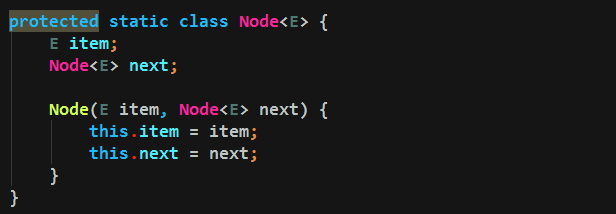 protected static class Node<E> {
    E item;
    Node<E> next;

    Node(E item, Node<E> next) {
        this.item = item;
        this.next = next;
    }
}